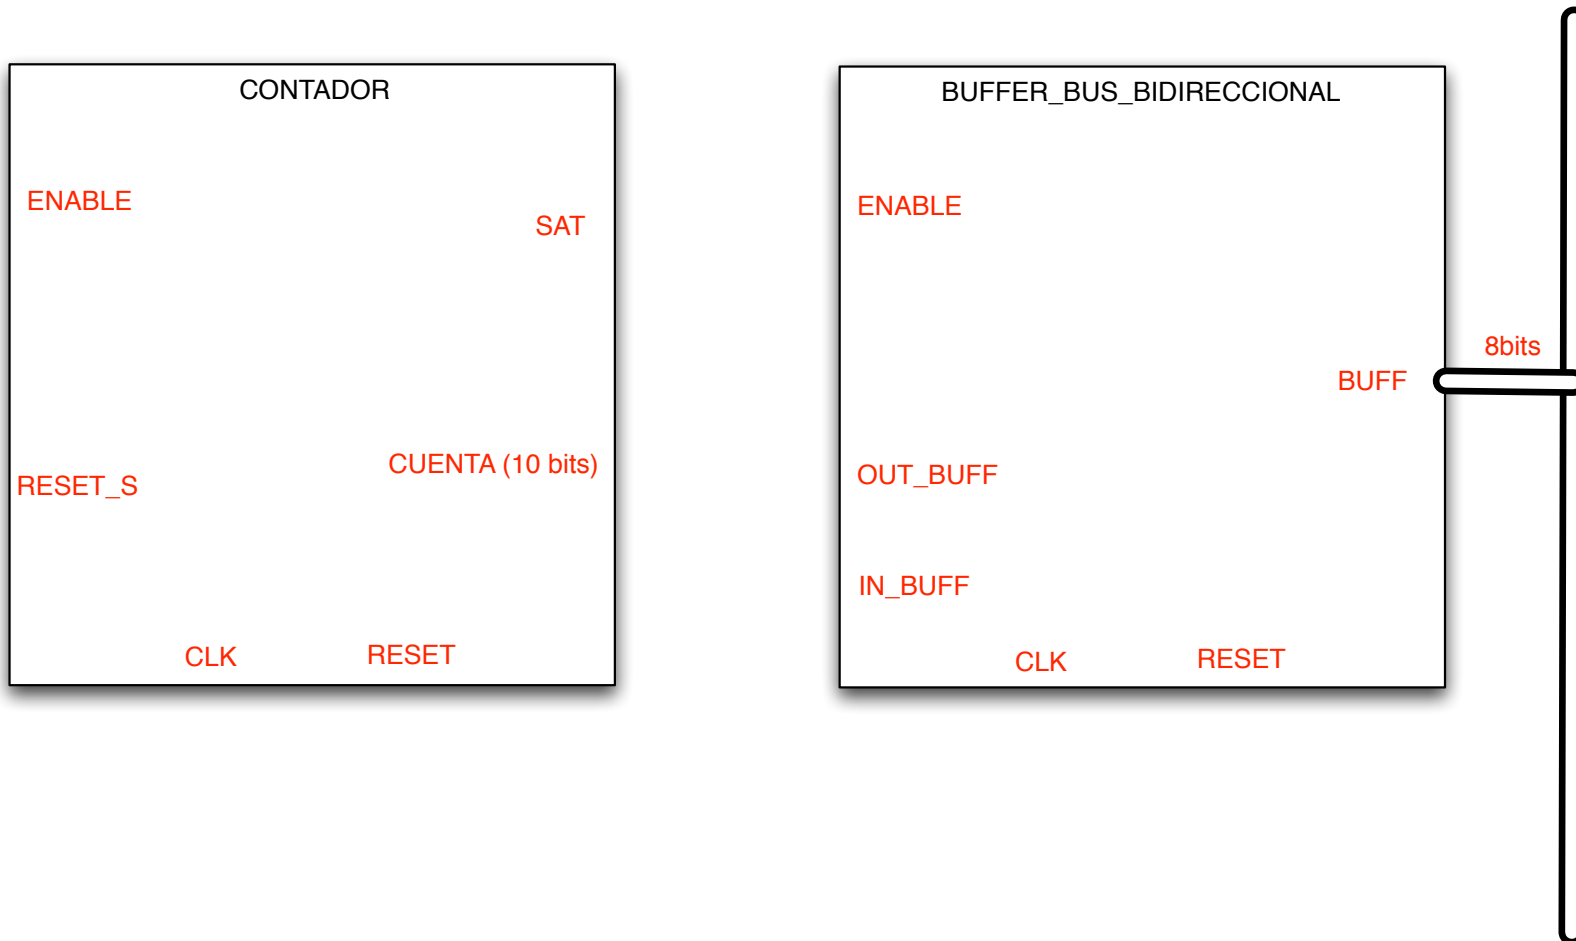 CONTADOR
ENABLE
SAT
CUENTA (10 bits)
RESET_S
CLK
RESET
BUFFER_BUS_BIDIRECCIONAL
ENABLE
8bits
BUFF
OUT_BUFF
IN_BUFF
CLK
RESET